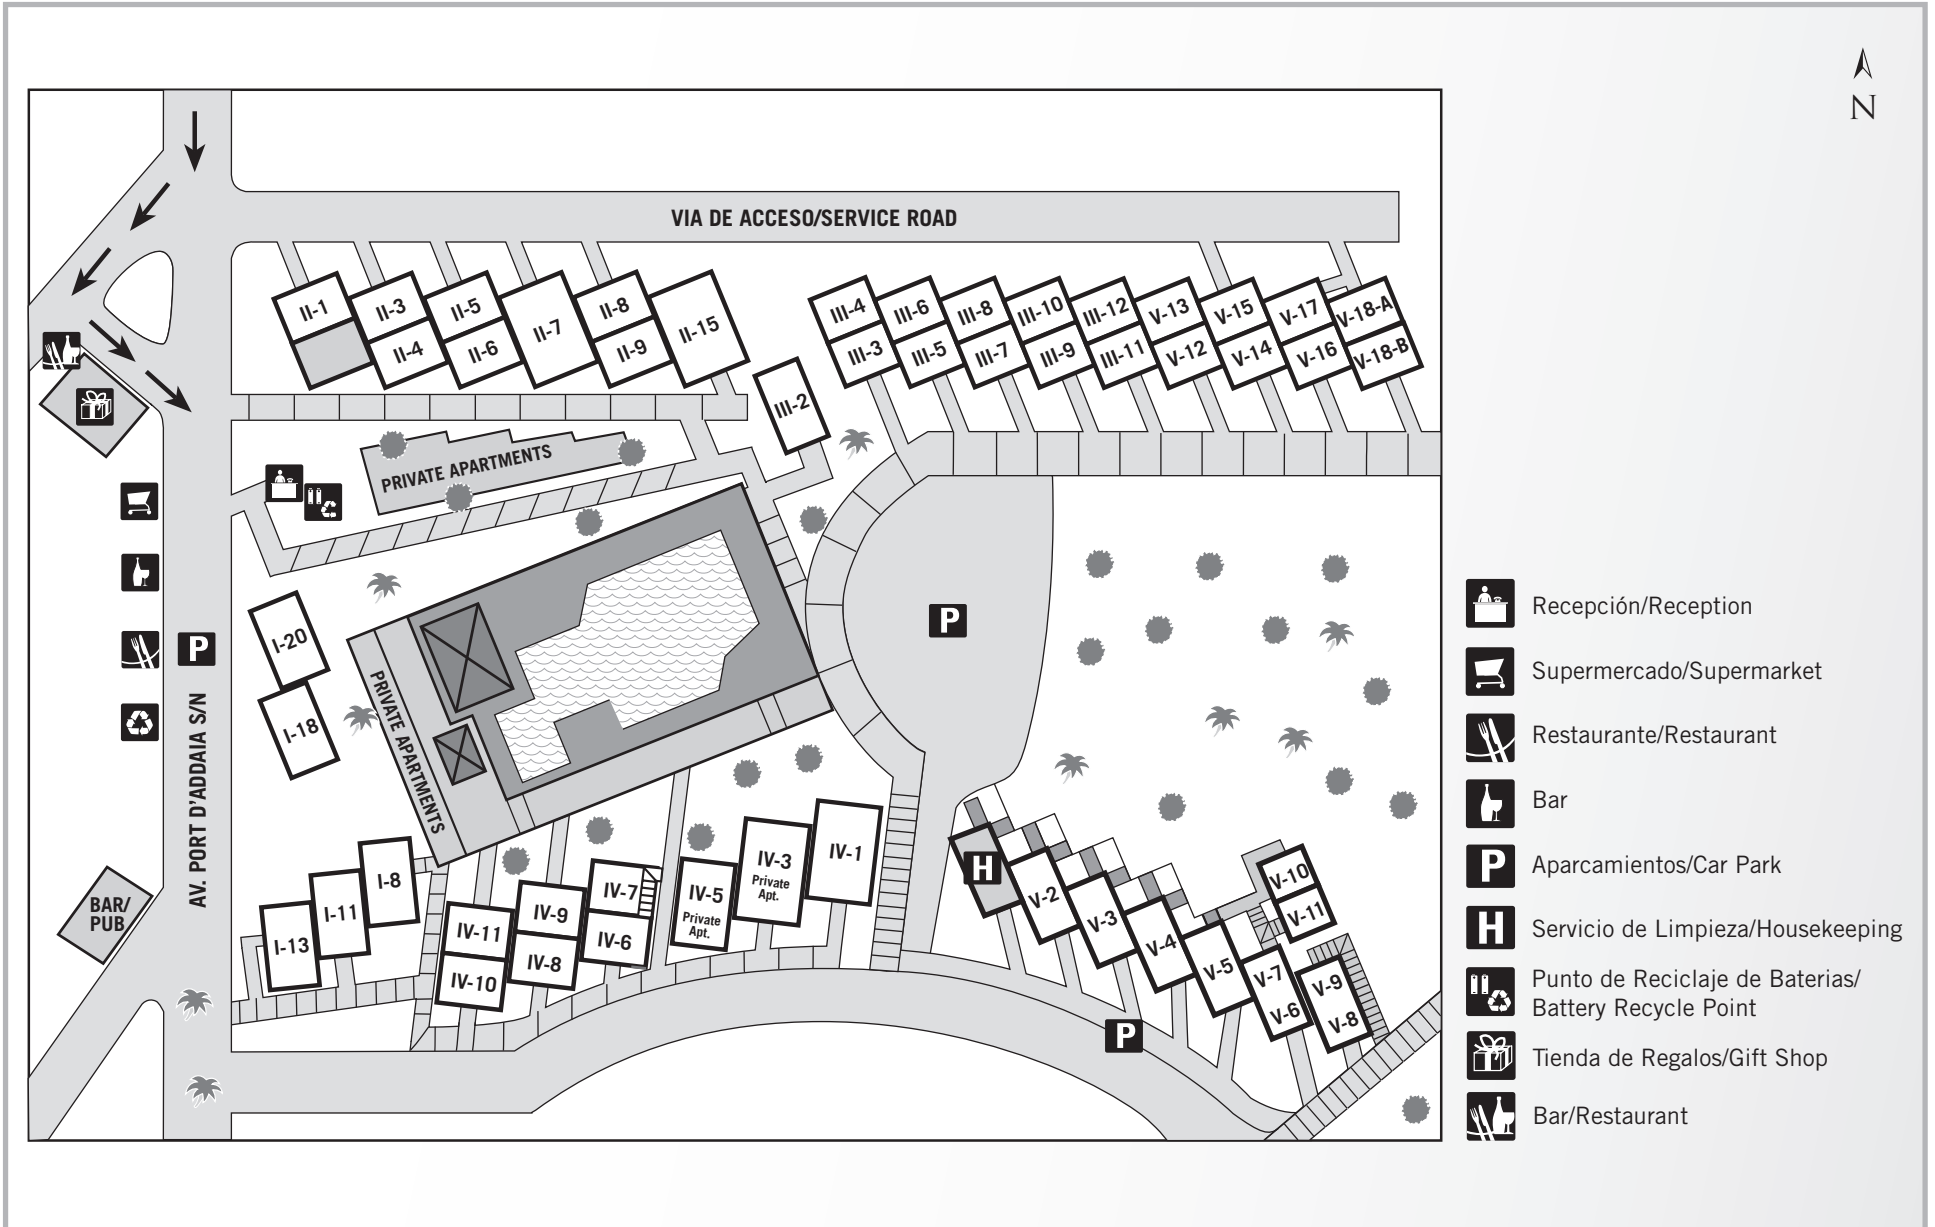 N
VIA DE ACCESO/SERVICE ROAD
II-1
II-3
II-4
II-5
II-6
II-7
II-8
II-9
II-15
III-2
III-4
III-3
III-6
III-5
III-8
III-7
III-10
III-9
III-12
III-11
V-13
V-12
V-15
V-14
V-17
V-16
V-18-A
V-18-B
PRIVATE APARTMENTS
P
P
AV. PORT D'ADDAIA S/N
I-20
I-18
PRIVATE APARTMENTS
I-8
I-11
I-13
BAR/
PUB
IV-11
IV-10
IV-9
IV-8
IV-7
IV-6
IV-5
Private
Apt.
IV-3
Private
Apt.
IV-1
H
V-2
V-3
V-4
V-5
V-7
V-6
V-10
V-11
V-9
V-8
P
Recepción/Reception
Supermercado/Supermarket
Restaurante/Restaurant
Bar
P
Aparcamientos/Car Park
H
Servicio de Limpieza/Housekeeping
Punto de Reciclaje de Baterias/
Battery Recycle Point
Tienda de Regalos/Gift Shop
Bar/Restaurant